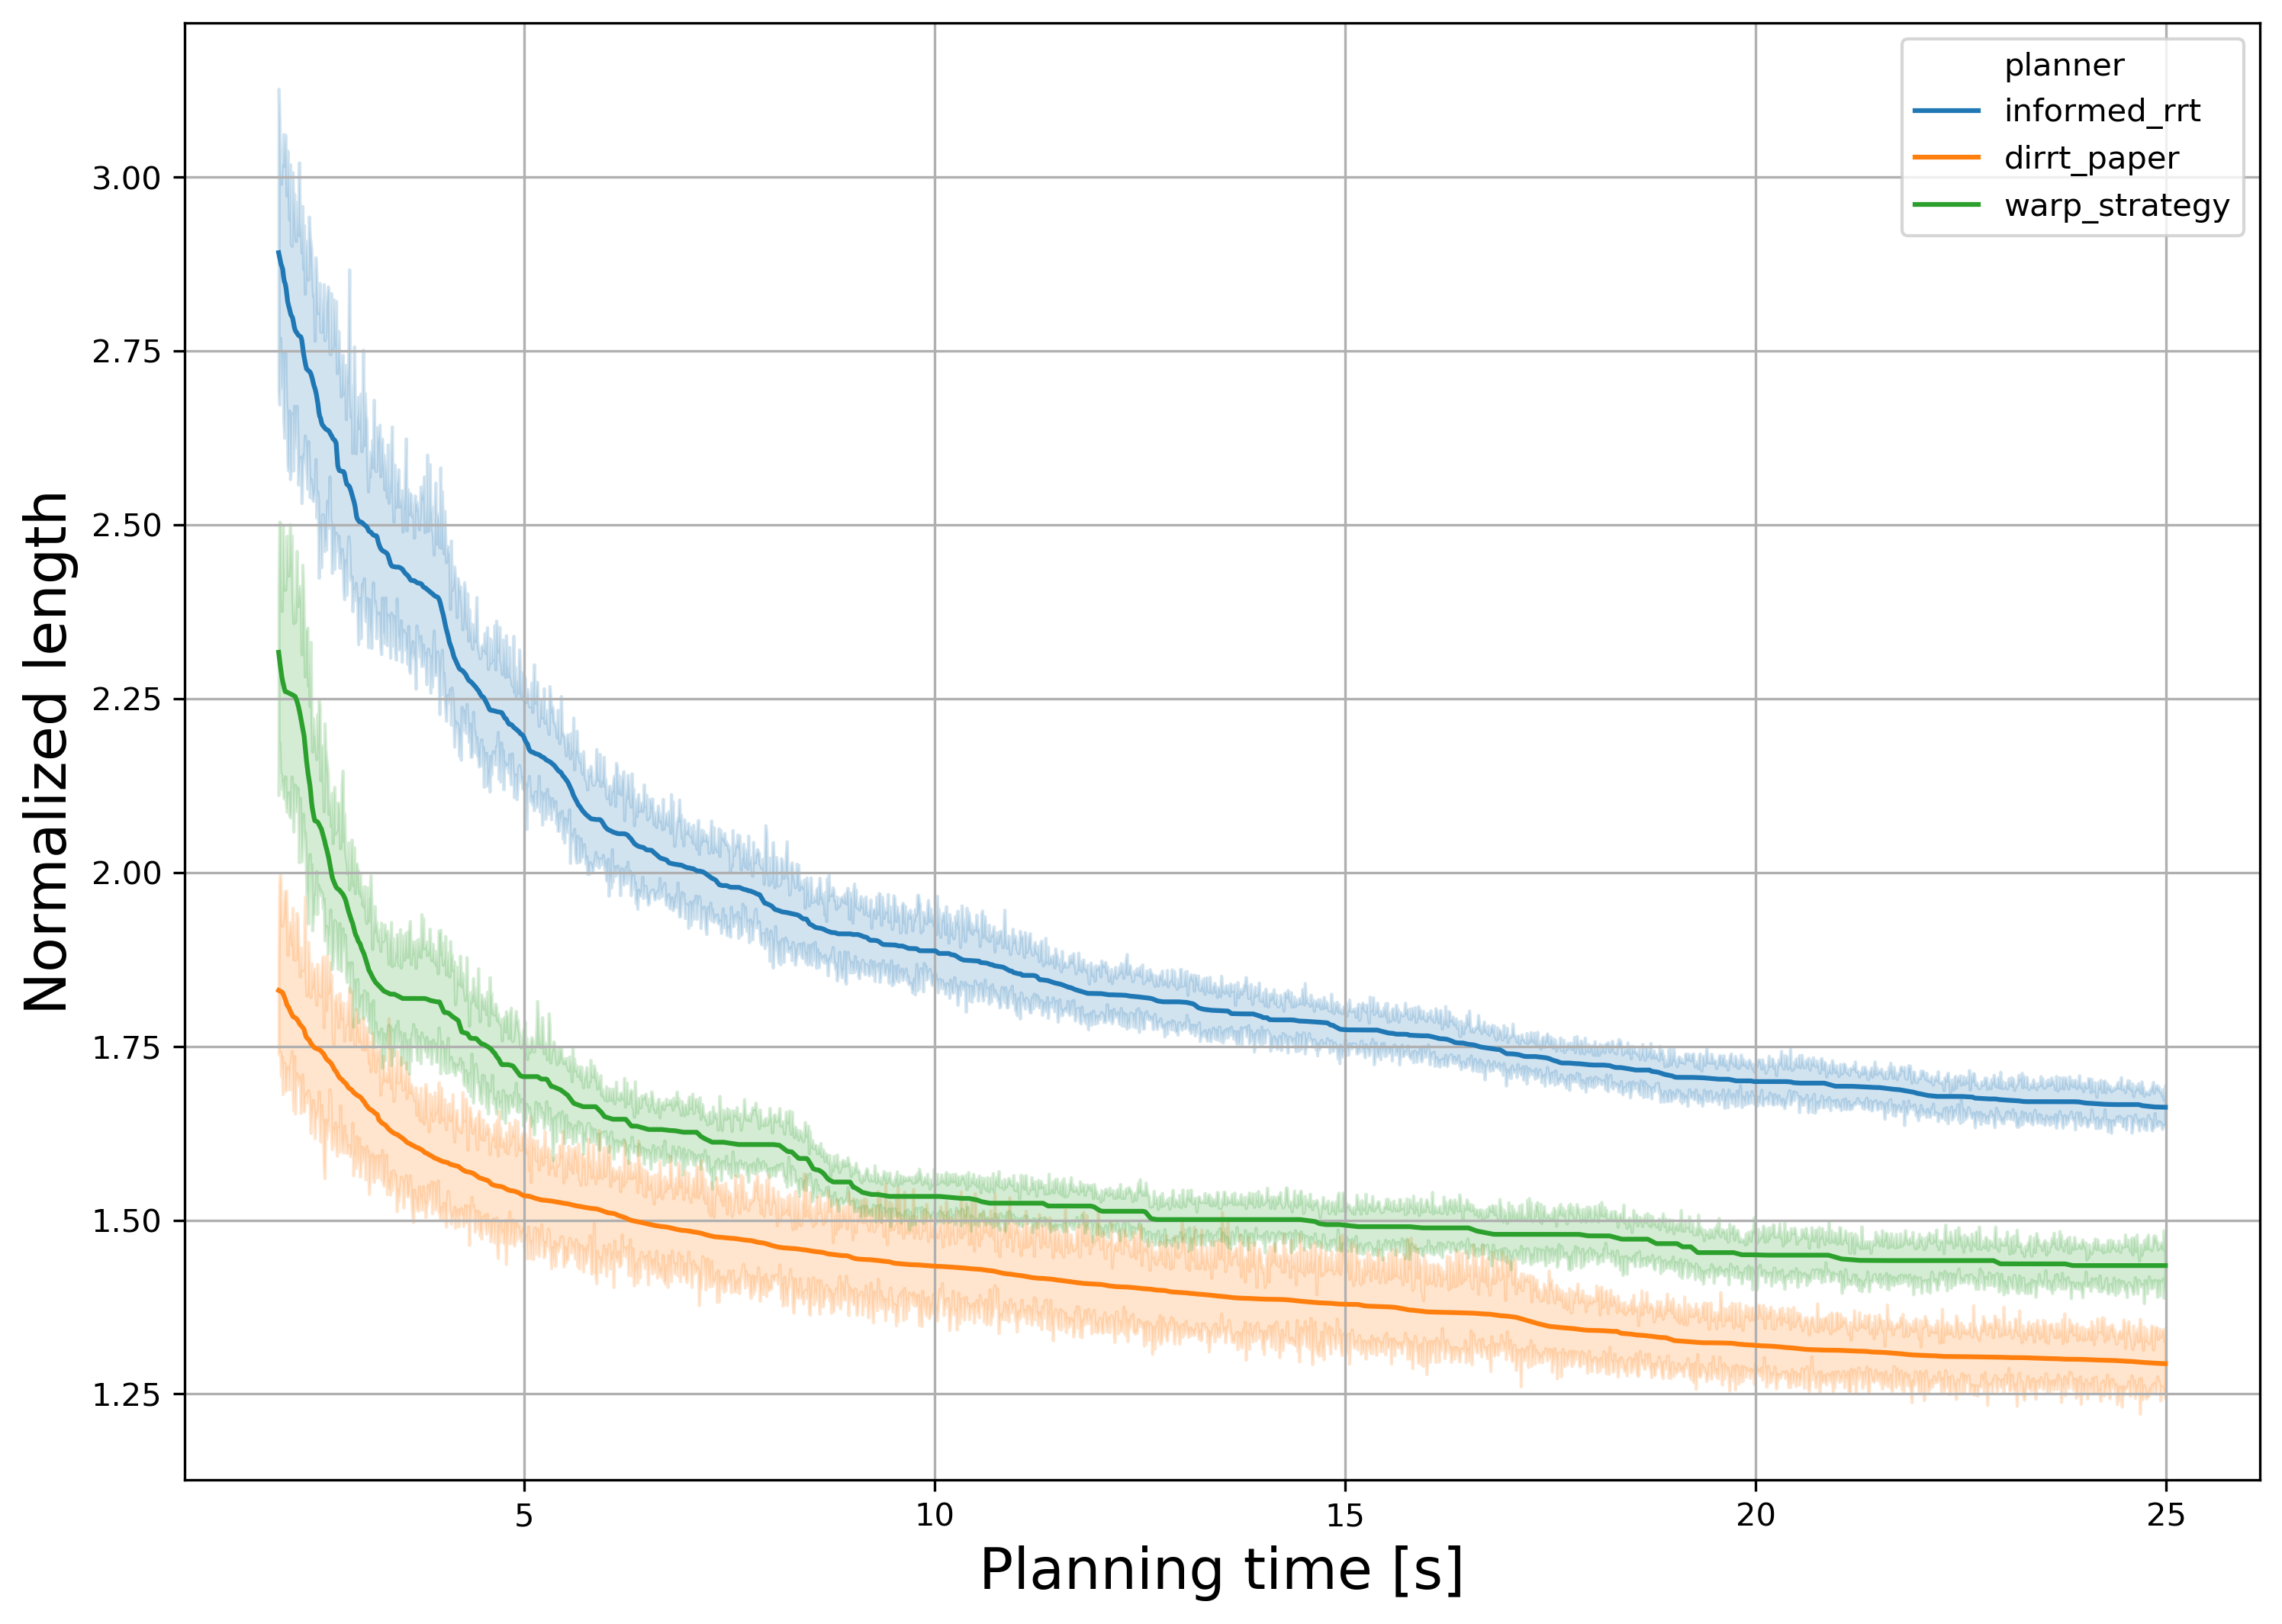 planner
informed_rrt
dirrt_paper
warp_strategy
3.00
2.75
2.50
2.25
2.00
1.75
1.50
1.25
Normalized length
5 10 15 20 25
Planning time [s]